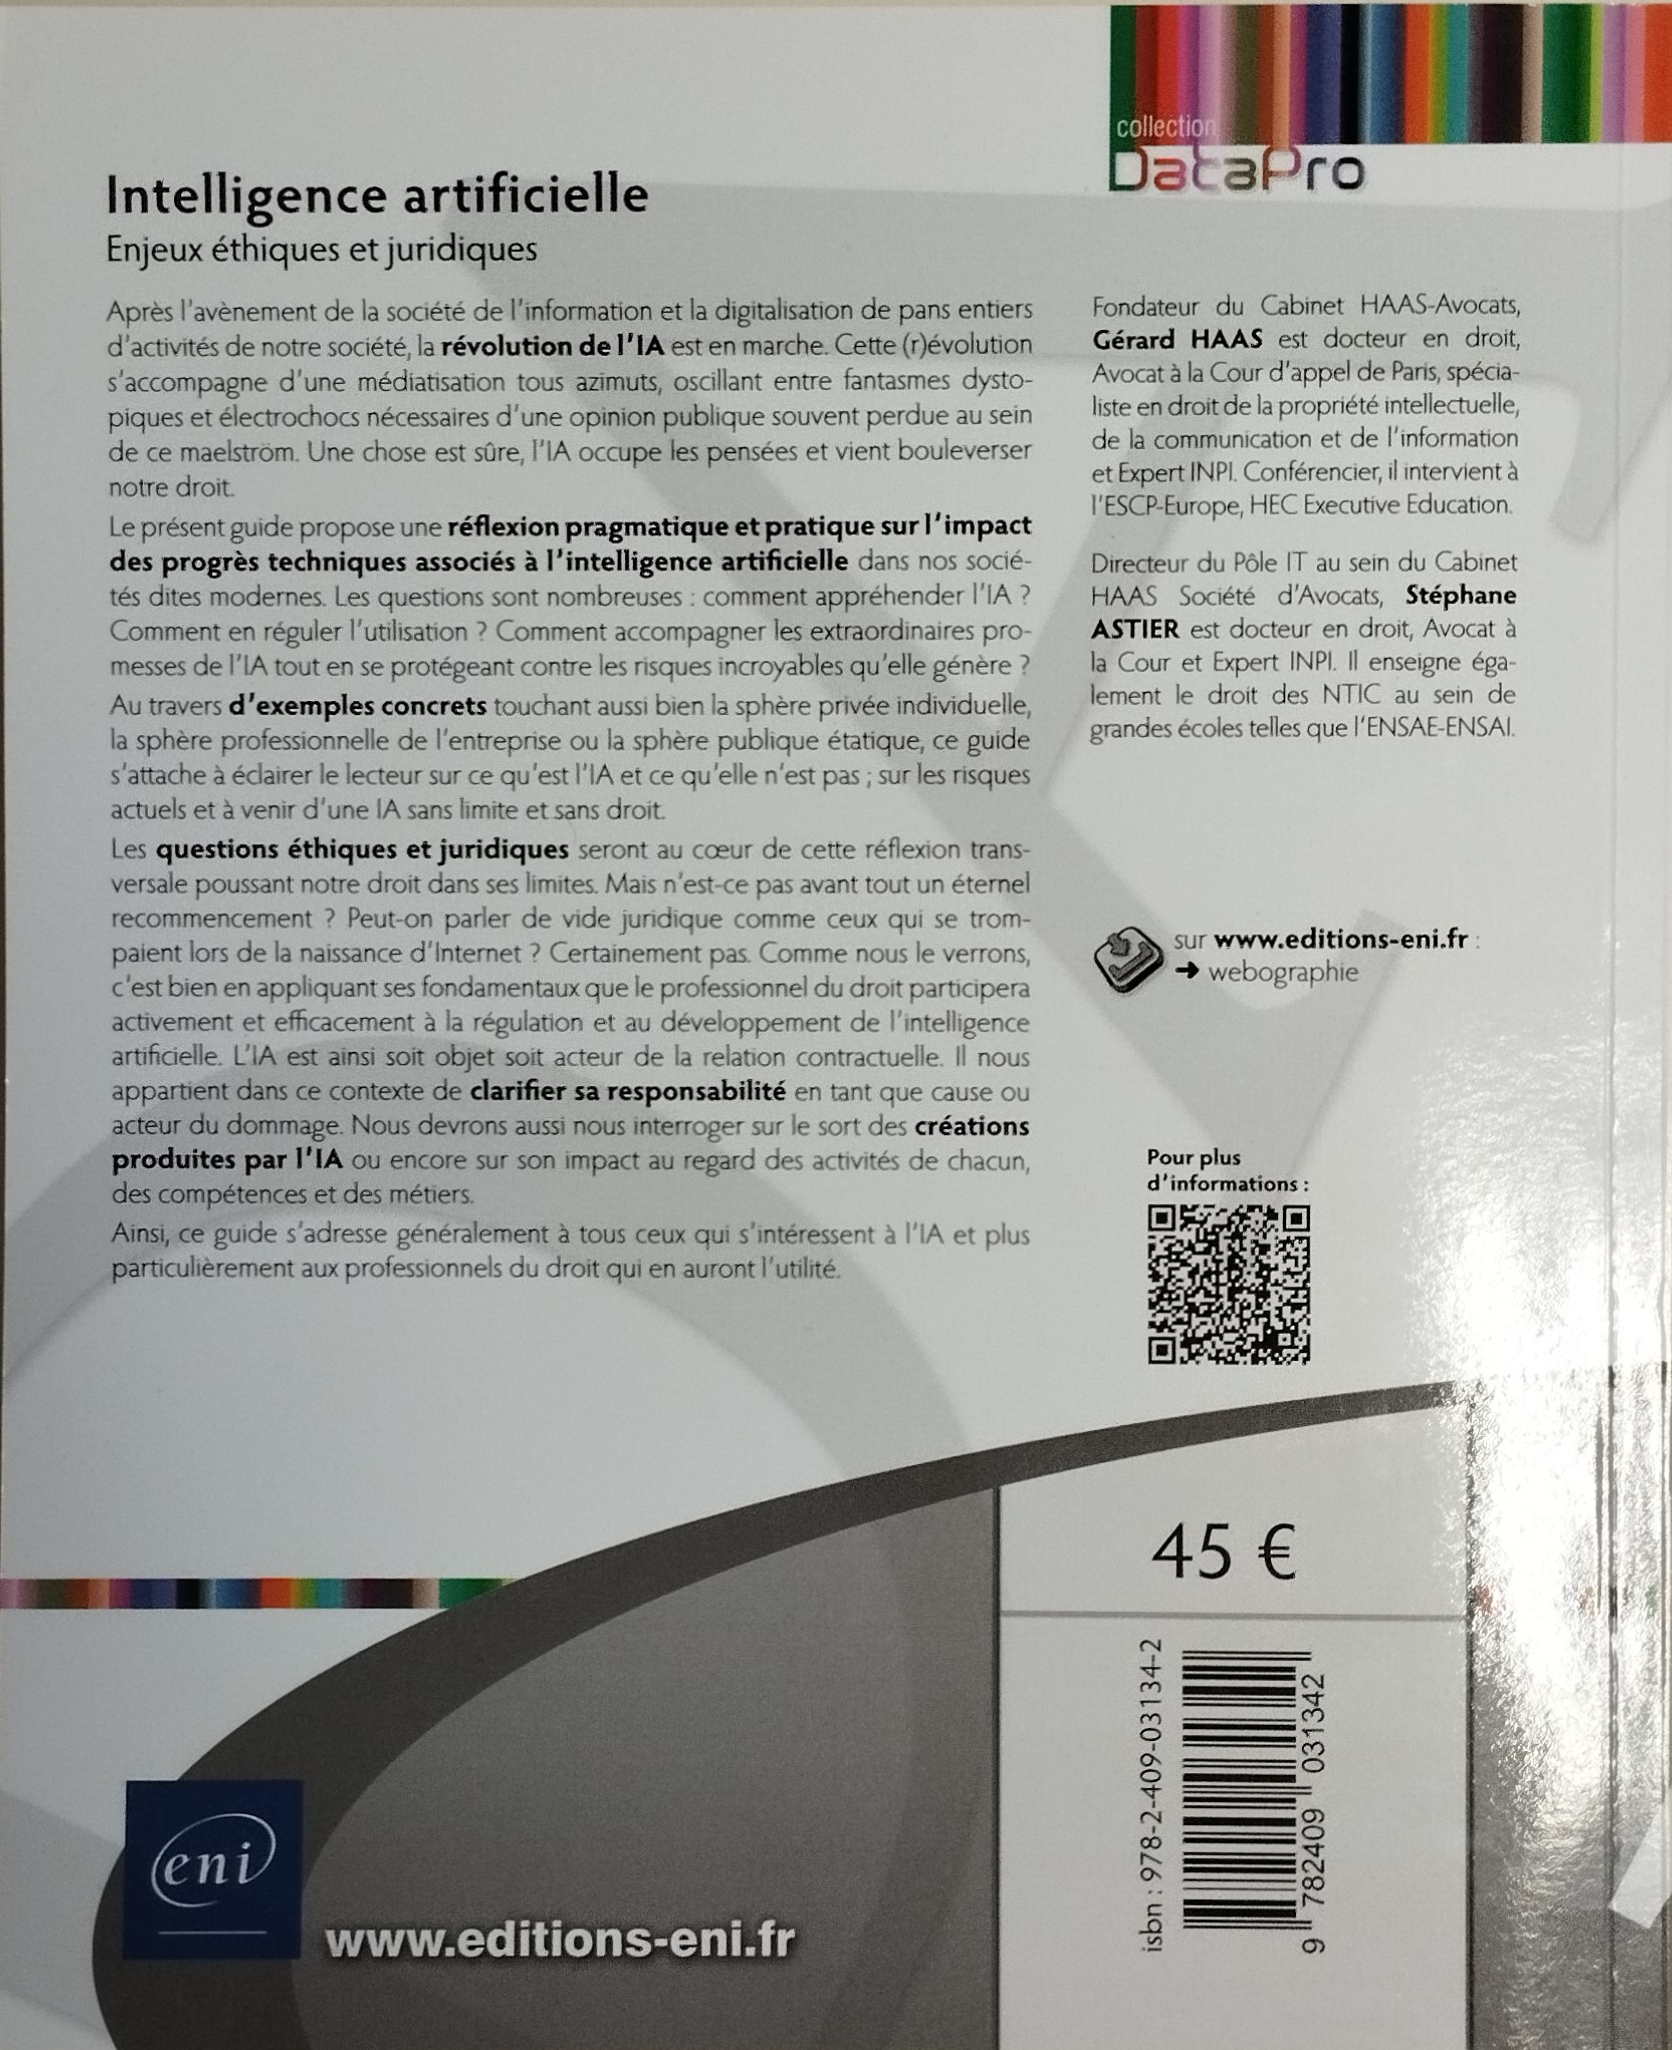 collection
DataPro
Intelligence artificielle
Enjeux éthiques et juridiques
Après l'avènement de la société de l'information et la digitalisation de pans entiers
d'activités de notre société, la révolution de l'IA est en marche. Cette (r)évolution
s'accompagne d'une médiatisation tous azimuts, oscillant entre fantasmes dysto-
piques et électrochocs nécessaires d'une opinion publique souvent perdue au sein
de ce maelström. Une chose est sûre, l'IA occupe les pensées et vient bouleverser
notre droit.
Le présent guide propose une réflexion pragmatique et pratique sur l'impact
des progrès techniques associés à l'intelligence artificielle dans nos socié-
tés dites modernes. Les questions sont nombreuses : comment appréhender l'IA ?
Comment en réguler l'utilisation ? Comment accompagner les extraordinaires pro-
messes de l'IA tout en se protégeant contre les risques incroyables qu'elle génère ?
Au travers d'exemples concrets touchant aussi bien la sphère privée individuelle,
la sphère professionnelle de l'entreprise ou la sphère publique étatique, ce guide
s'attache à éclairer le lecteur sur ce qu'est l'IA et ce qu'elle n'est pas ; sur les risques
actuels et à venir d'une IA sans limite et sans droit.
Les questions éthiques et juridiques seront au cœur de cette réflexion trans-
versale poussant notre droit dans ses limites. Mais n'est-ce pas avant tout un éternel
recommencement ? Peut-on parler de vide juridique comme ceux qui se trom-
paient lors de la naissance d'Internet ? Certainement pas. Comme nous le verrons,
c'est bien en appliquant ses fondamentaux que le professionnel du droit participera
activement et efficacement à la régulation et au développement de l'intelligence
artificielle. L'IA est ainsi soit objet soit acteur de la relation contractuelle. Il nous
appartient dans ce contexte de clarifier sa responsabilité en tant que cause ou
acteur du dommage. Nous devrons aussi nous interroger sur le sort des créations
produites par l'IA ou encore sur son impact au regard des activités de chacun,
des compétences et des métiers.
Ainsi, ce guide s'adresse généralement à tous ceux qui s'intéressent à l'IA et plus
particulièrement aux professionnels du droit qui en auront l'utilité.
Fondateur du Cabinet HAAS-Avocats,
Gérard HAAS est docteur en droit,
Avocat à la Cour d'appel de Paris, spécia-
liste en droit de la propriété intellectuelle,
de la communication et de l'information
et Expert INPI. Conférencier, il intervient à
l'ESCP-Europe, HEC Executive Education.
Directeur du Pôle IT au sein du Cabinet
HAAS Société d'Avocats, Stéphane
ASTIER est docteur en droit, Avocat à
la Cour et Expert INPI. Il enseigne éga-
lement le droit des NTIC au sein de
grandes écoles telles que l'ENSAE-ENSAI.
sur www.editions-eni.fr :
➔ webographie
Pour plus
d'informations :
45 €
isbn : 978-2-409-03134-2
9 782409 031342
eni
www.editions-eni.fr